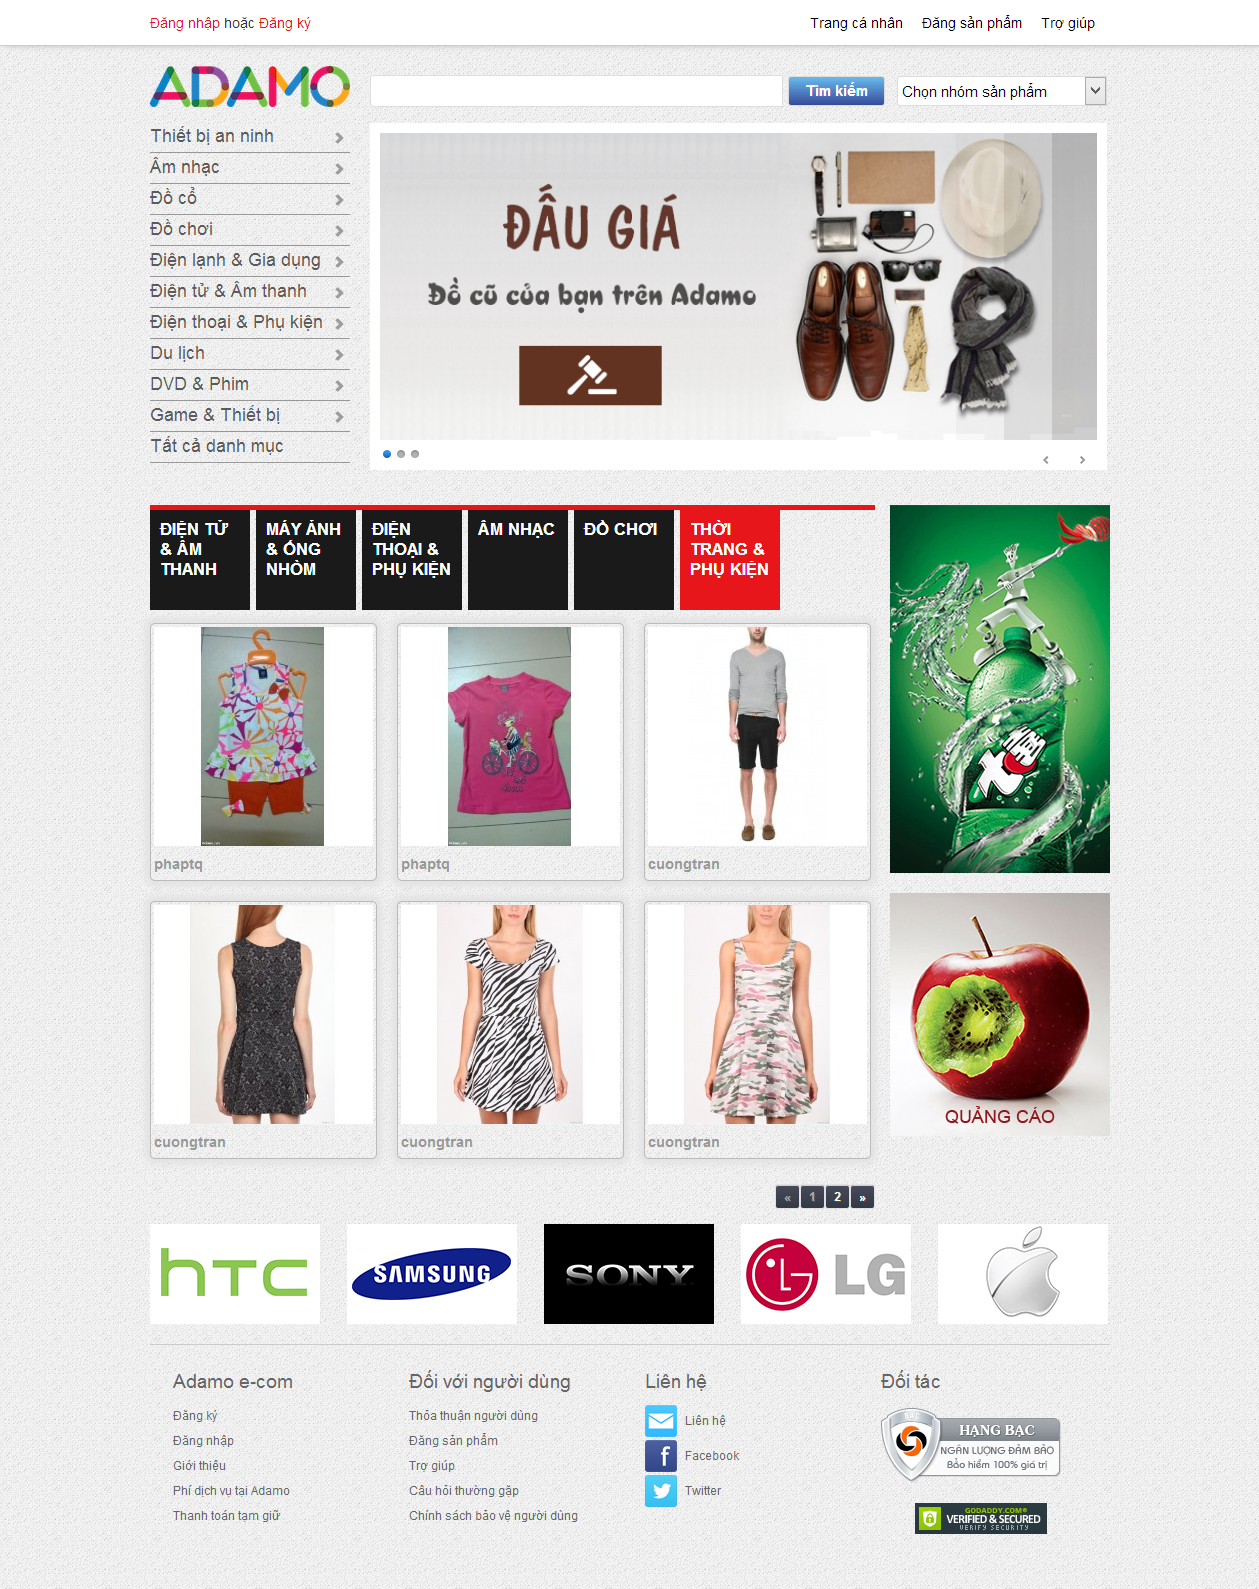 Đăng nhập hoặc Đăng ký
Trang cá nhân Đăng sản phẩm Trợ giúp
ADAMO
Tìm kiếm
Chọn nhóm sản phẩm
Thiết bị an ninh
Âm nhạc
Đồ cổ
Đồ chơi
Điện lạnh & Gia dụng
Điện tử & Âm thanh
Điện thoại & Phụ kiện
Du lịch
DVD & Phim
Game & Thiết bị
Tất cả danh mục
ĐẤU GIÁ
Đồ cũ của bạn trên Adamo
ĐIỆN TỬ
& ÂM
THANH
MÁY ẢNH
& ỐNG
NHÒM
ĐIỆN
THOẠI &
PHỤ KIỆN
ÂM NHẠC
ĐỒ CHƠI
THỜI
TRANG &
PHỤ KIỆN
phaptq
phaptq
cuongtran
cuongtran
cuongtran
cuongtran
QUẢNG CÁO
« 1 2 »
hTC
SAMSUNG
SONY
LG
Adamo e-com
Đăng ký
Đăng nhập
Giới thiệu
Phí dịch vụ tại Adamo
Thanh toán tạm giữ
Đối với người dùng
Thỏa thuận người dùng
Đăng sản phẩm
Trợ giúp
Câu hỏi thường gặp
Chính sách bảo vệ người dùng
Liên hệ
Liên hệ
Facebook
Twitter
Đối tác
BẠC
HẠNG BẠC
NGÂN LƯỢNG ĐẢM BẢO
Bảo hiểm 100% giá trị
GODADDY.COM®
VERIFIED & SECURED
VERIFY SECURITY